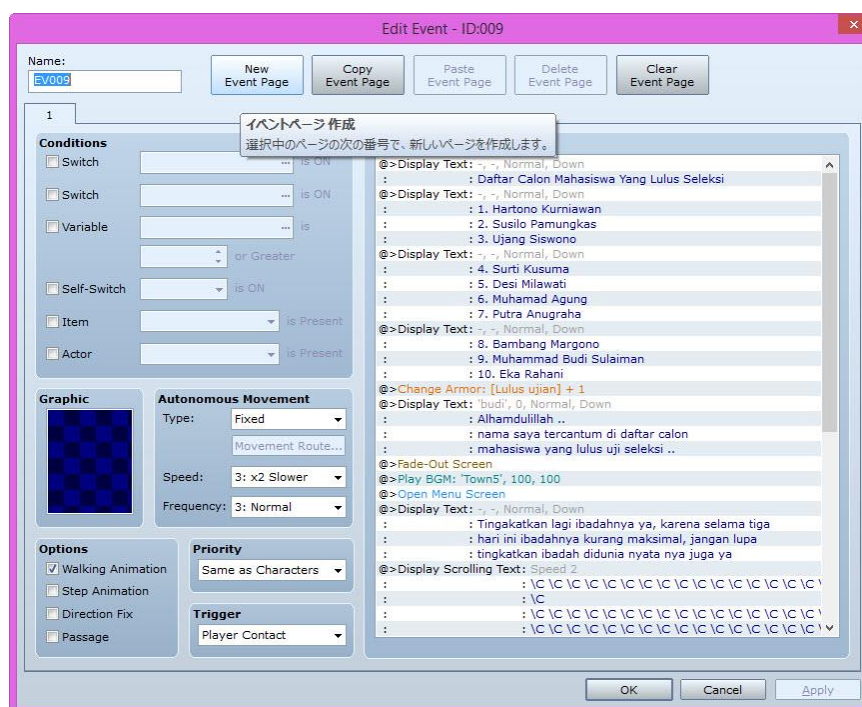 Edit Event - ID:009
Name:
EV009
New
Event Page
Copy
Event Page
Paste
Event Page
Delete
Event Page
Clear
Event Page
1
イベントページ 作成
選択中のページの次の番号で、新しいページを作成します。
Conditions
Switch ... is ON
Switch ... is ON
Variable ... is
or Greater
Self-Switch is ON
Item is Present
Actor is Present
Graphic
Autonomous Movement
Type: Fixed
Movement Route...
Speed: 3: x2 Slower
Frequency: 3: Normal
Options
Walking Animation
Step Animation
Direction Fix
Passage
Priority
Same as Characters
Trigger
Player Contact
@>Display Text: -, -, Normal, Down
: : Daftar Calon Mahasiswa Yang Lulus Seleksi
@>Display Text: -, -, Normal, Down
: : 1. Hartono Kurniawan
: : 2. Susilo Pamungkas
: : 3. Ujang Siswono
@>Display Text: -, -, Normal, Down
: : 4. Surti Kusuma
: : 5. Desi Milawati
: : 6. Muhamad Agung
: : 7. Putra Anugraha
@>Display Text: -, -, Normal, Down
: : 8. Bambang Margono
: : 9. Muhammad Budi Sulaiman
: : 10. Eka Rahani
@>Change Armor: [Lulus ujian] + 1
@>Display Text: 'budi', 0, Normal, Down
: : Alhamdulillah ..
: : nama saya tercantum di daftar calon
: : mahasiswa yang lulus uji seleksi ..
@>Fade-Out Screen
@>Play BGM: 'Town5', 100, 100
@>Open Menu Screen
@>Display Text: -, -, Normal, Down
: : Tingakatkan lagi ibadahnya ya, karena selama tiga
: : hari ini ibadahnya kurang maksimal, jangan lupa
: : tingkatkan ibadah didunia nyata nya juga ya
@>Display Scrolling Text: Speed 2
: : \C \C \C \C \C \C \C \C \C \C \C \C \C \C \
: : \C
: : \C \C \C \C \C \C \C \C \C \C \C \C \C \C \C \
: : \C \C \C \C \C \C \C \C \C \C \C \C \C \C \C \
OK
Cancel
Apply